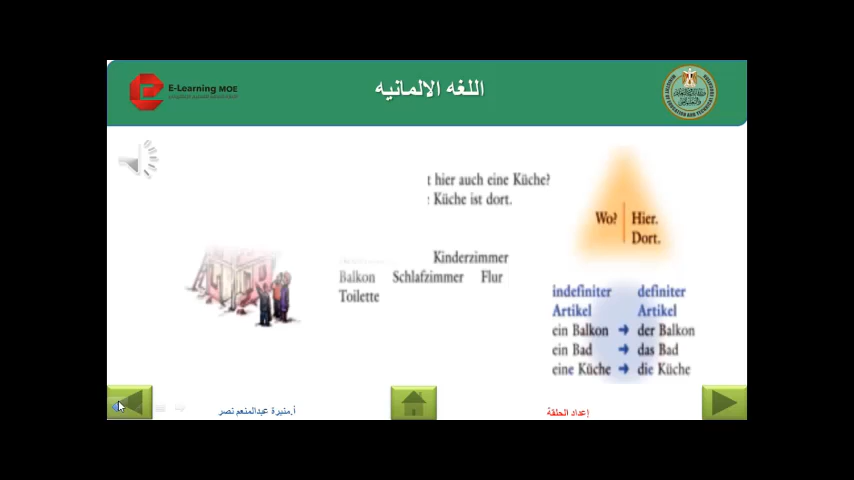 E-Learning MOE
اللغه الالمانيه
t hier auch eine Küche?
Küche ist dort.
Wo? Hier.
Dort.
Kinderzimmer
Balkon Schlafzimmer Flur
Toilette
indefiniter definiter
Artikel Artikel
ein Balkon → der Balkon
ein Bad → das Bad
eine Küche → die Küche
أ.منيرة عبدالمنعم نصر
إعداد الحلقة